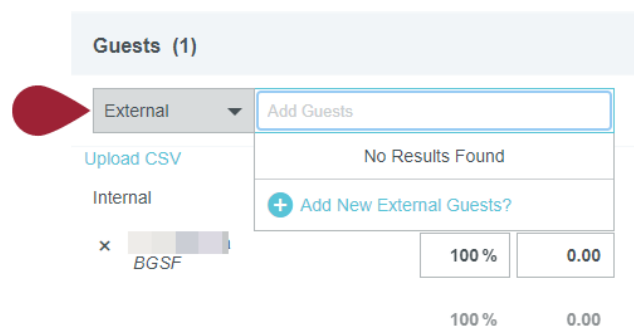 Guests (1)
External Add Guests
Upload CSV No Results Found
Internal Add New External Guests?
BGSF 100 % 0.00
100 % 0.00